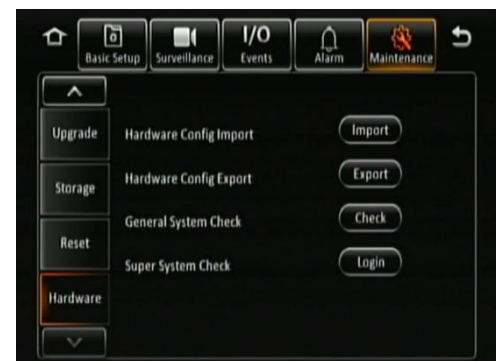 Basic Setup
Surveillance
I/O
Events
Alarm
Maintenance
Upgrade
Storage
Reset
Hardware
Hardware Config Import
Import
Hardware Config Export
Export
General System Check
Check
Super System Check
Login